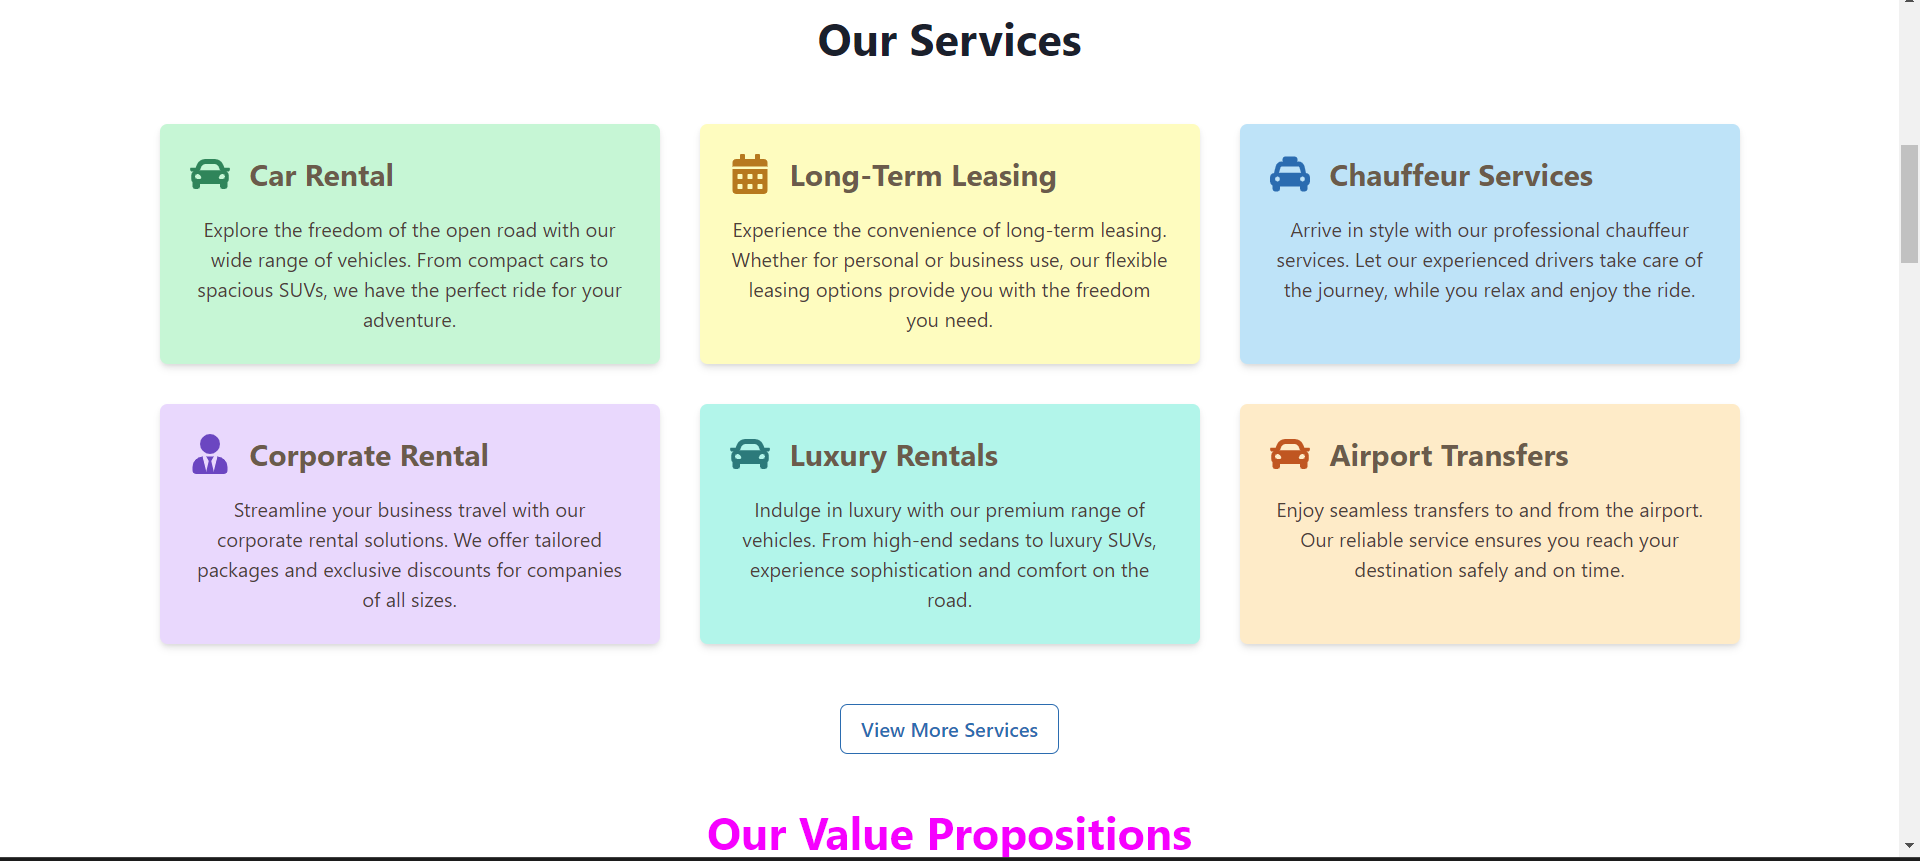 Our Services
Car Rental
Explore the freedom of the open road with our
wide range of vehicles. From compact cars to
spacious SUVs, we have the perfect ride for your
adventure.
Long-Term Leasing
Experience the convenience of long-term leasing.
Whether for personal or business use, our flexible
leasing options provide you with the freedom
you need.
Chauffeur Services
Arrive in style with our professional chauffeur
services. Let our experienced drivers take care of
the journey, while you relax and enjoy the ride.
Corporate Rental
Streamline your business travel with our
corporate rental solutions. We offer tailored
packages and exclusive discounts for companies
of all sizes.
Luxury Rentals
Indulge in luxury with our premium range of
vehicles. From high-end sedans to luxury SUVs,
experience sophistication and comfort on the
road.
Airport Transfers
Enjoy seamless transfers to and from the airport.
Our reliable service ensures you reach your
destination safely and on time.
View More Services
Our Value Propositions